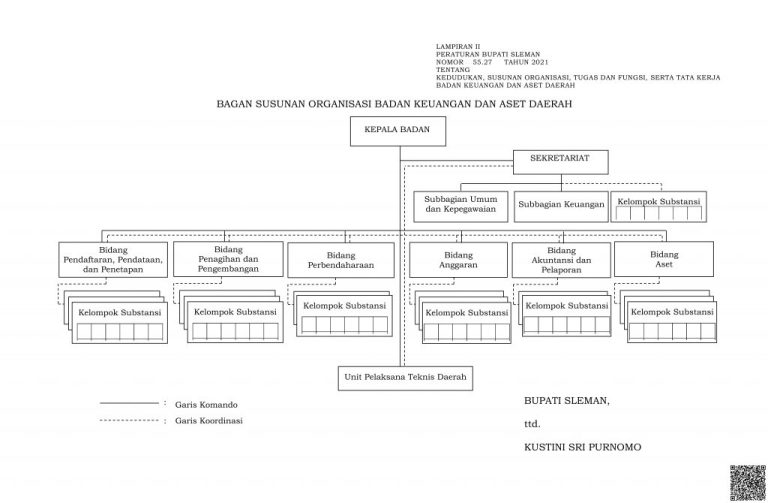 LAMPIRAN II
PERATURAN BUPATI SLEMAN
NOMOR 55.27 TAHUN 2021
TENTANG
KEDUDUKAN, SUSUNAN ORGANISASI, TUGAS DAN FUNGSI, SERTA TATA KERJA
BADAN KEUANGAN DAN ASET DAERAH
BAGAN SUSUNAN ORGANISASI BADAN KEUANGAN DAN ASET DAERAH
KEPALA BADAN
SEKRETARIAT
Subbagian Umum
dan Kepegawaian
Subbagian Keuangan
Kelompok Substansi
Bidang
Pendaftaran, Pendataan,
dan Penetapan
Bidang
Penagihan dan
Pengembangan
Bidang
Perbendaharaan
Bidang
Anggaran
Bidang
Akuntansi dan
Pelaporan
Bidang
Aset
Kelompok Substansi
Kelompok Substansi
Kelompok Substansi
Kelompok Substansi
Kelompok Substansi
Kelompok Substansi
Unit Pelaksana Teknis Daerah
: Garis Komando
: Garis Koordinasi
BUPATI SLEMAN,
ttd.
KUSTINI SRI PURNOMO